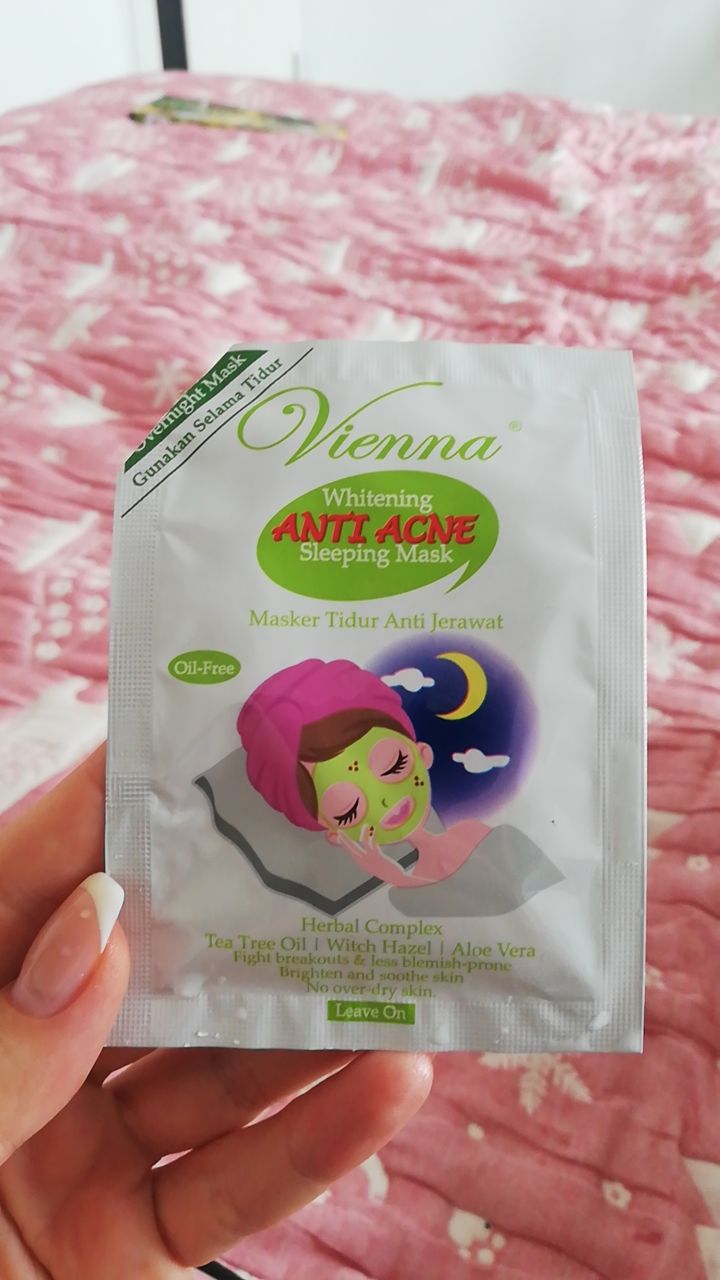 Overnight Mask
Gunakan Selama Tidur
Vienna®
Whitening
ANTI ACNE
Sleeping Mask
Masker Tidur Anti Jerawat
Oil-Free
Herbal Complex
Tea Tree Oil | Witch Hazel | Aloe Vera
Fight breakouts & less blemish-prone
Brighten and soothe skin
No over-dry skin.
Leave On